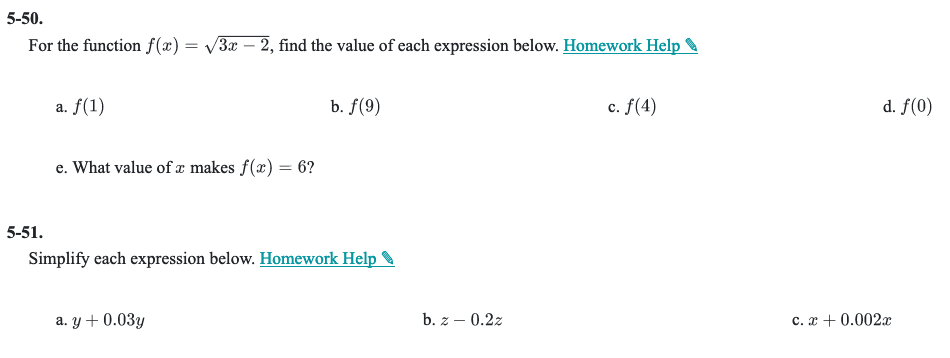 5-50.
For the function f(x) = √(3x − 2), find the value of each expression below. Homework Help ✎
a. f(1) b. f(9) c. f(4) d. f(0)
e. What value of x makes f(x) = 6?
5-51.
Simplify each expression below. Homework Help ✎
a. y + 0.03y b. z − 0.2z c. x + 0.002x